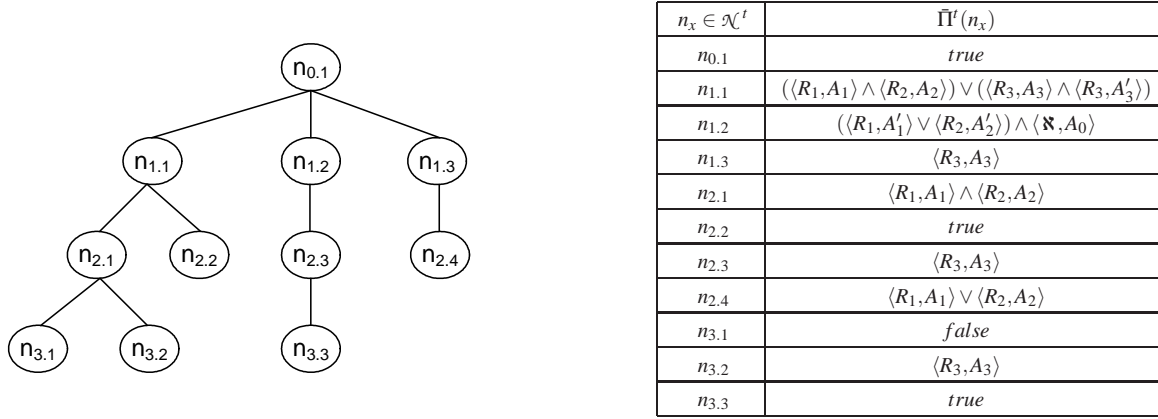 n0.1
n1.1 n1.2 n1.3
n2.1 n2.2 n2.3 n2.4
n3.1 n3.2 n3.3
nₓ ∈ 𝒩ᵗ Π̄ᵗ(nₓ)
n0.1 true
n1.1 (⟨R₁,A₁⟩ ∧ ⟨R₂,A₂⟩) ∨ (⟨R₃,A₃⟩ ∧ ⟨R₃,A′₃⟩)
n1.2 (⟨R₁,A′₁⟩ ∨ ⟨R₂,A′₂⟩) ∧ ⟨ℵ,A₀⟩
n1.3 ⟨R₃,A₃⟩
n2.1 ⟨R₁,A₁⟩ ∧ ⟨R₂,A₂⟩
n2.2 true
n2.3 ⟨R₃,A₃⟩
n2.4 ⟨R₁,A₁⟩ ∨ ⟨R₂,A₂⟩
n3.1 false
n3.2 ⟨R₃,A₃⟩
n3.3 true